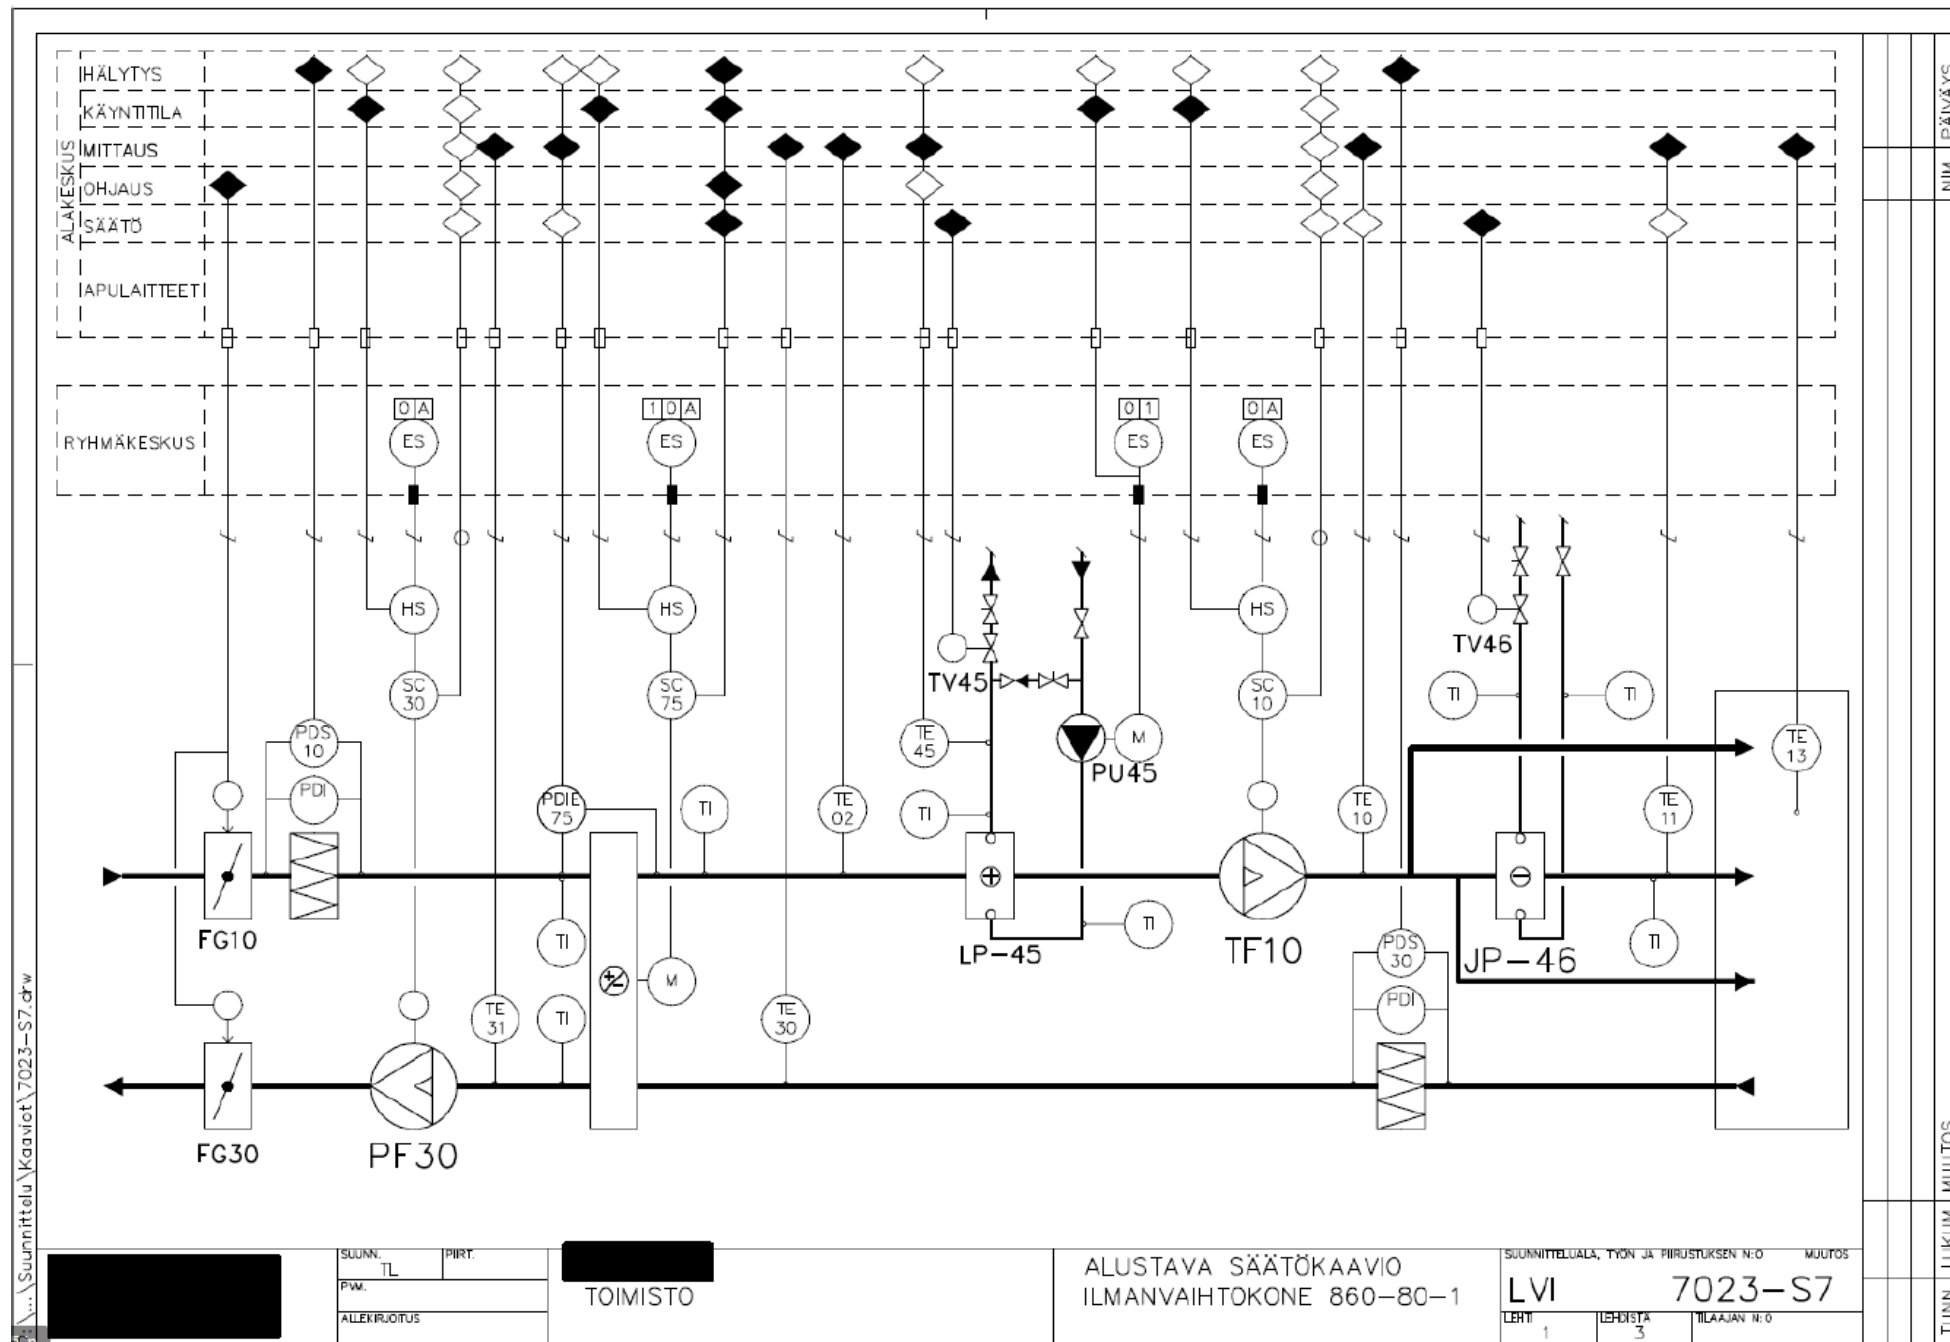 HÄLYTYS
KÄYNTITILA
MITTAUS
OHJAUS
SÄÄTÖ
APULAITTEET
ALAKESKUS
RYHMÄKESKUS
0 A
1 0 A
0 1
0 A
ES
ES
ES
ES
HS
HS
HS
TV45
TV46
SC 30
SC 75
SC 10
TI
TI
PDS 10
TE 45
M
PU45
TE 13
PDI
PDIE 75
TI
TE 02
TI
TE 10
TE 11
FG10
TI
LP-45
TI
TF10
PDS 30
JP-46
TI
M
PDI
TE 31
TI
TE 30
FG30
PF30
\...\Suunnittelu\Kaaviot\7023-S7.drw
PÄIVÄYS
NIM
MUUTOS
LUKUM
TUNN
SUUNN.
TL
PIIRT.
PVM.
ALLEKIRJOITUS
TOIMISTO
ALUSTAVA SÄÄTÖKAAVIO
ILMANVAIHTOKONE 860-80-1
SUUNNITTELUALA, TYÖN JA PIIRUSTUKSEN N:O MUUTOS
LVI 7023-S7
LEHTI
1
LEHDISTÄ
3
TILAAJAN N:O